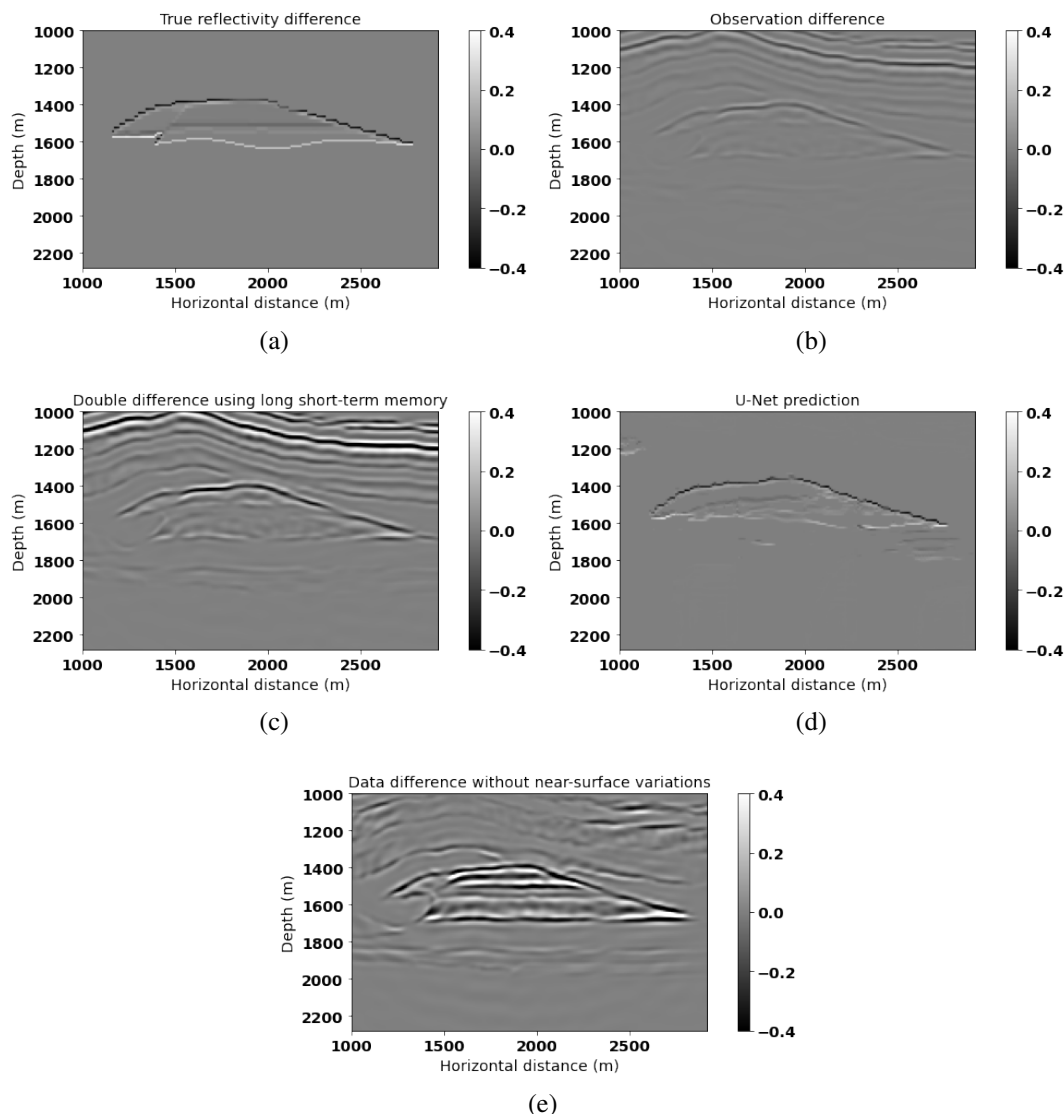 True reflectivity difference
1000
1200
1400
1600
1800
2000
2200
Depth (m)
1000 1500 2000 2500
Horizontal distance (m)
0.4
0.2
0.0
−0.2
−0.4
(a)
Observation difference
1000
1200
1400
1600
1800
2000
2200
Depth (m)
1000 1500 2000 2500
Horizontal distance (m)
0.4
0.2
0.0
−0.2
−0.4
(b)
Double difference using long short-term memory
1000
1200
1400
1600
1800
2000
2200
Depth (m)
1000 1500 2000 2500
Horizontal distance (m)
0.4
0.2
0.0
−0.4
(c)
U-Net prediction
1000
1200
1400
1600
1800
2000
2200
Depth (m)
1000 1500 2000 2500
Horizontal distance (m)
0.4
0.2
0.0
−0.2
−0.4
(d)
Data difference without near-surface variations
1000
1200
1400
1600
1800
2000
2200
Depth (m)
1000 1500 2000 2500
Horizontal distance (m)
0.4
0.2
0.0
−0.2
−0.4
(e)